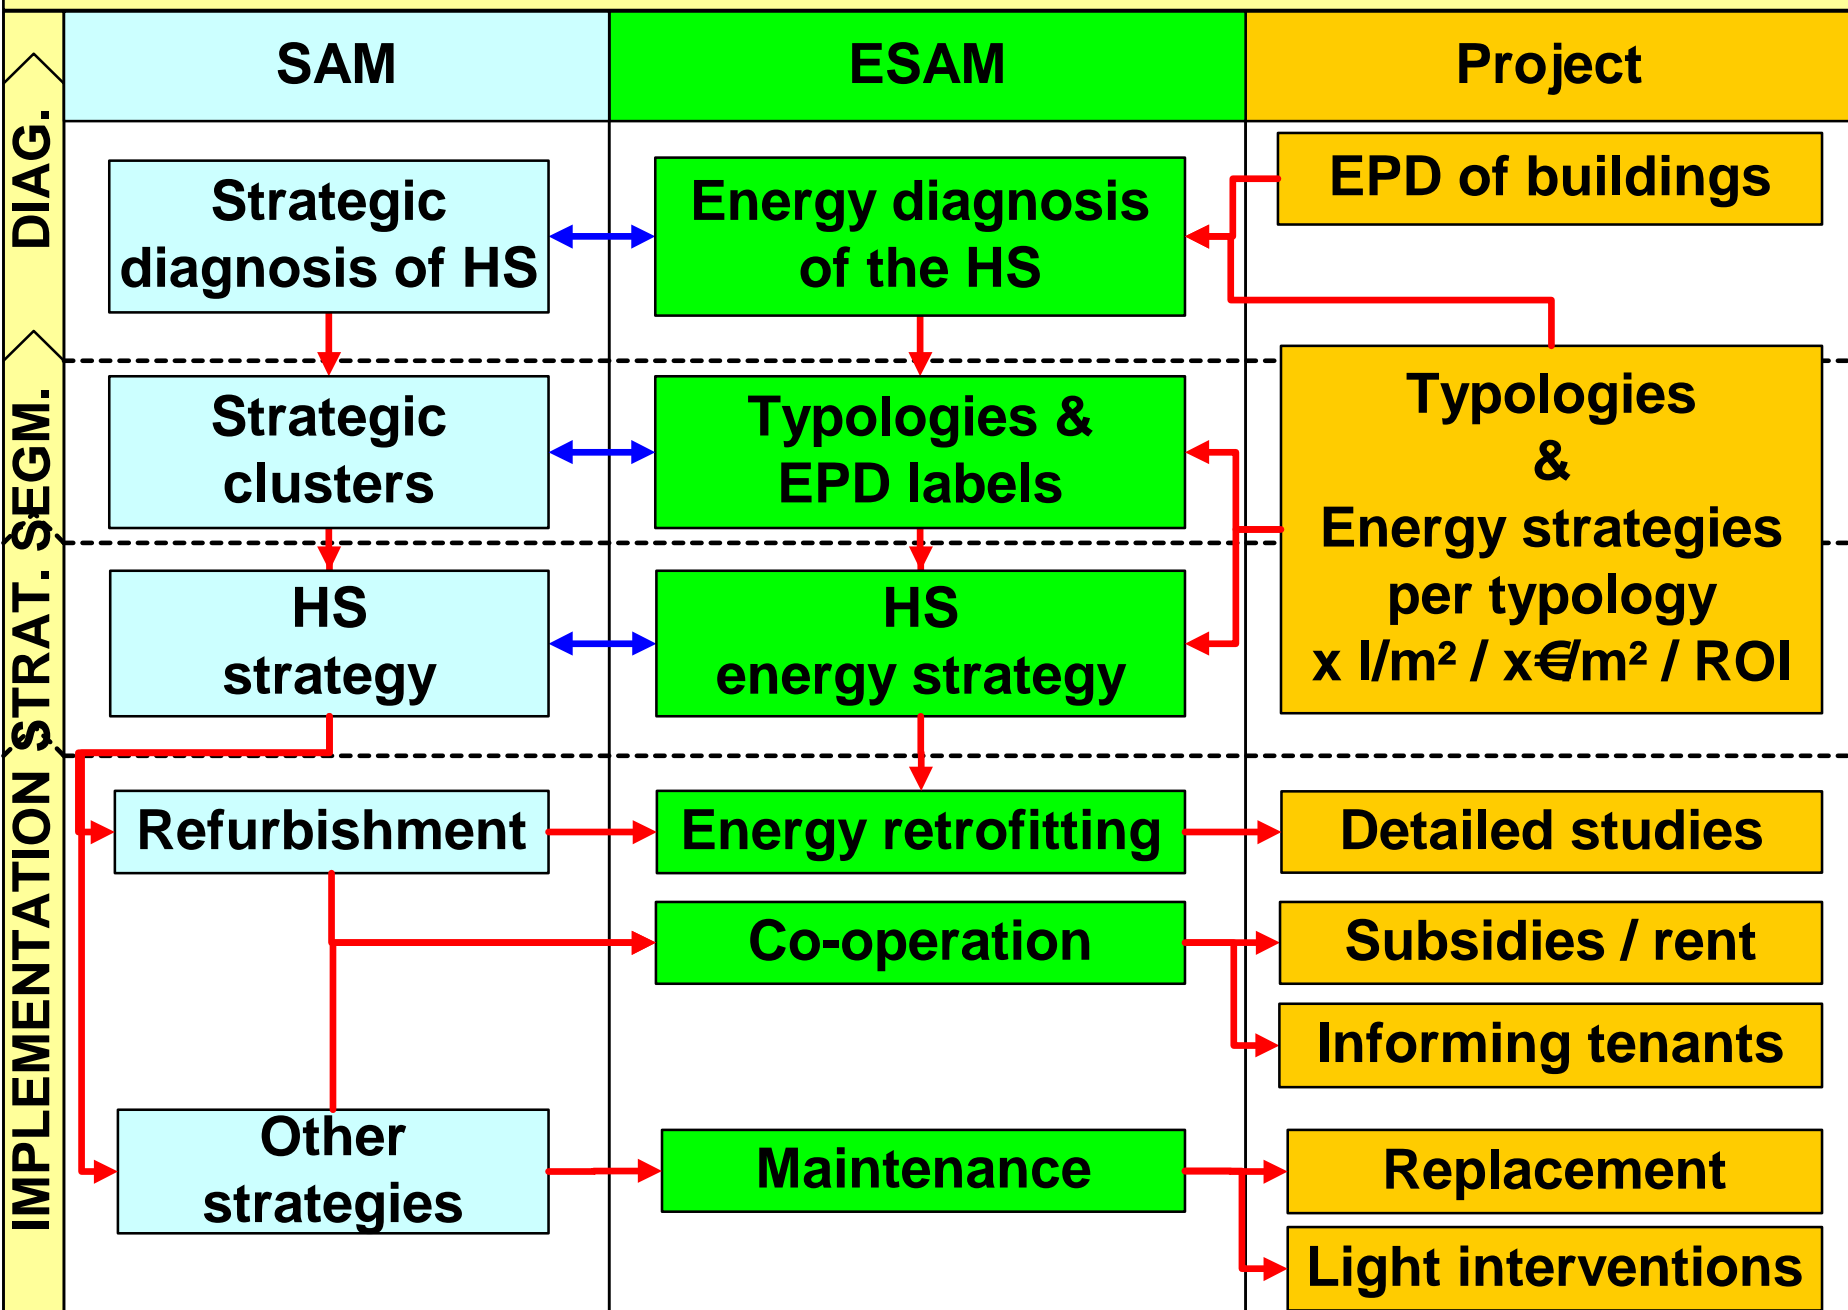 SAM
ESAM
Project
DIAG.
Strategic
diagnosis of HS
Energy diagnosis
of the HS
EPD of buildings
SEGM.
Strategic
clusters
Typologies &
EPD labels
Typologies
&
Energy strategies
per typology
x l/m² / x€/m² / ROI
STRAT.
HS
strategy
HS
energy strategy
IMPLEMENTATION
Refurbishment
Energy retrofitting
Detailed studies
Co-operation
Subsidies / rent
Informing tenants
Other
strategies
Maintenance
Replacement
Light interventions